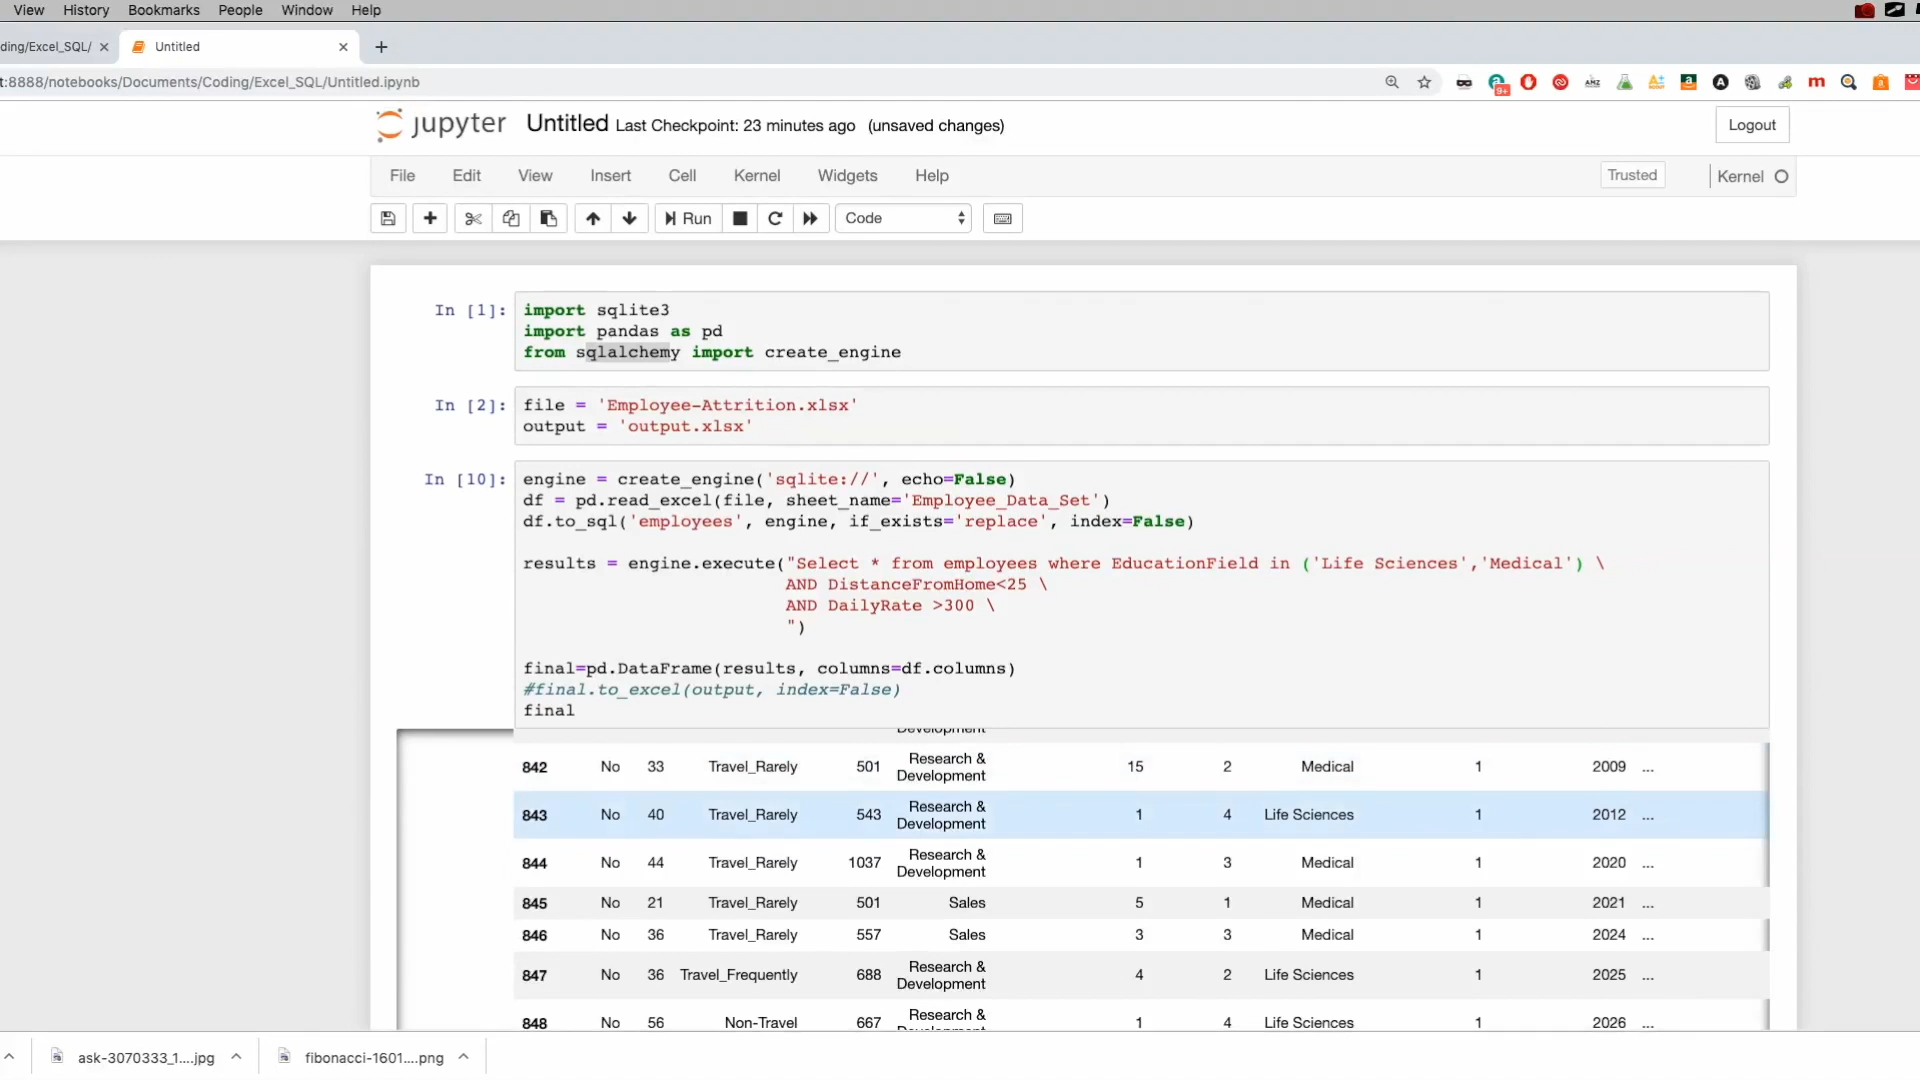 View History Bookmarks People Window Help
ding/Excel_SQL/ Untitled
t:8888/notebooks/Documents/Coding/Excel_SQL/Untitled.ipynb
jupyter Untitled Last Checkpoint: 23 minutes ago (unsaved changes) Logout
File Edit View Insert Cell Kernel Widgets Help Trusted Kernel
Run Code
In [1]: import sqlite3
import pandas as pd
from sqlalchemy import create_engine
In [2]: file = 'Employee-Attrition.xlsx'
output = 'output.xlsx'
In [10]: engine = create_engine('sqlite://', echo=False)
df = pd.read_excel(file, sheet_name='Employee_Data_Set')
df.to_sql('employees', engine, if_exists='replace', index=False)
results = engine.execute("Select * from employees where EducationField in ('Life Sciences','Medical') \
AND DistanceFromHome<25 \
AND DailyRate >300 \
")
final=pd.DataFrame(results, columns=df.columns)
#final.to_excel(output, index=False)
final
Development
842 No 33 Travel_Rarely 501 Research & Development 15 2 Medical 1 2009 ...
843 No 40 Travel_Rarely 543 Research & Development 1 4 Life Sciences 1 2012 ...
844 No 44 Travel_Rarely 1037 Research & Development 1 3 Medical 1 2020 ...
845 No 21 Travel_Rarely 501 Sales 5 1 Medical 1 2021 ...
846 No 36 Travel_Rarely 557 Sales 3 3 Medical 1 2024 ...
847 No 36 Travel_Frequently 688 Research & Development 4 2 Life Sciences 1 2025 ...
848 No 56 Non-Travel 667 Research & Development 1 4 Life Sciences 1 2026 ...
ask-3070333_1....jpg fibonacci-1601....png